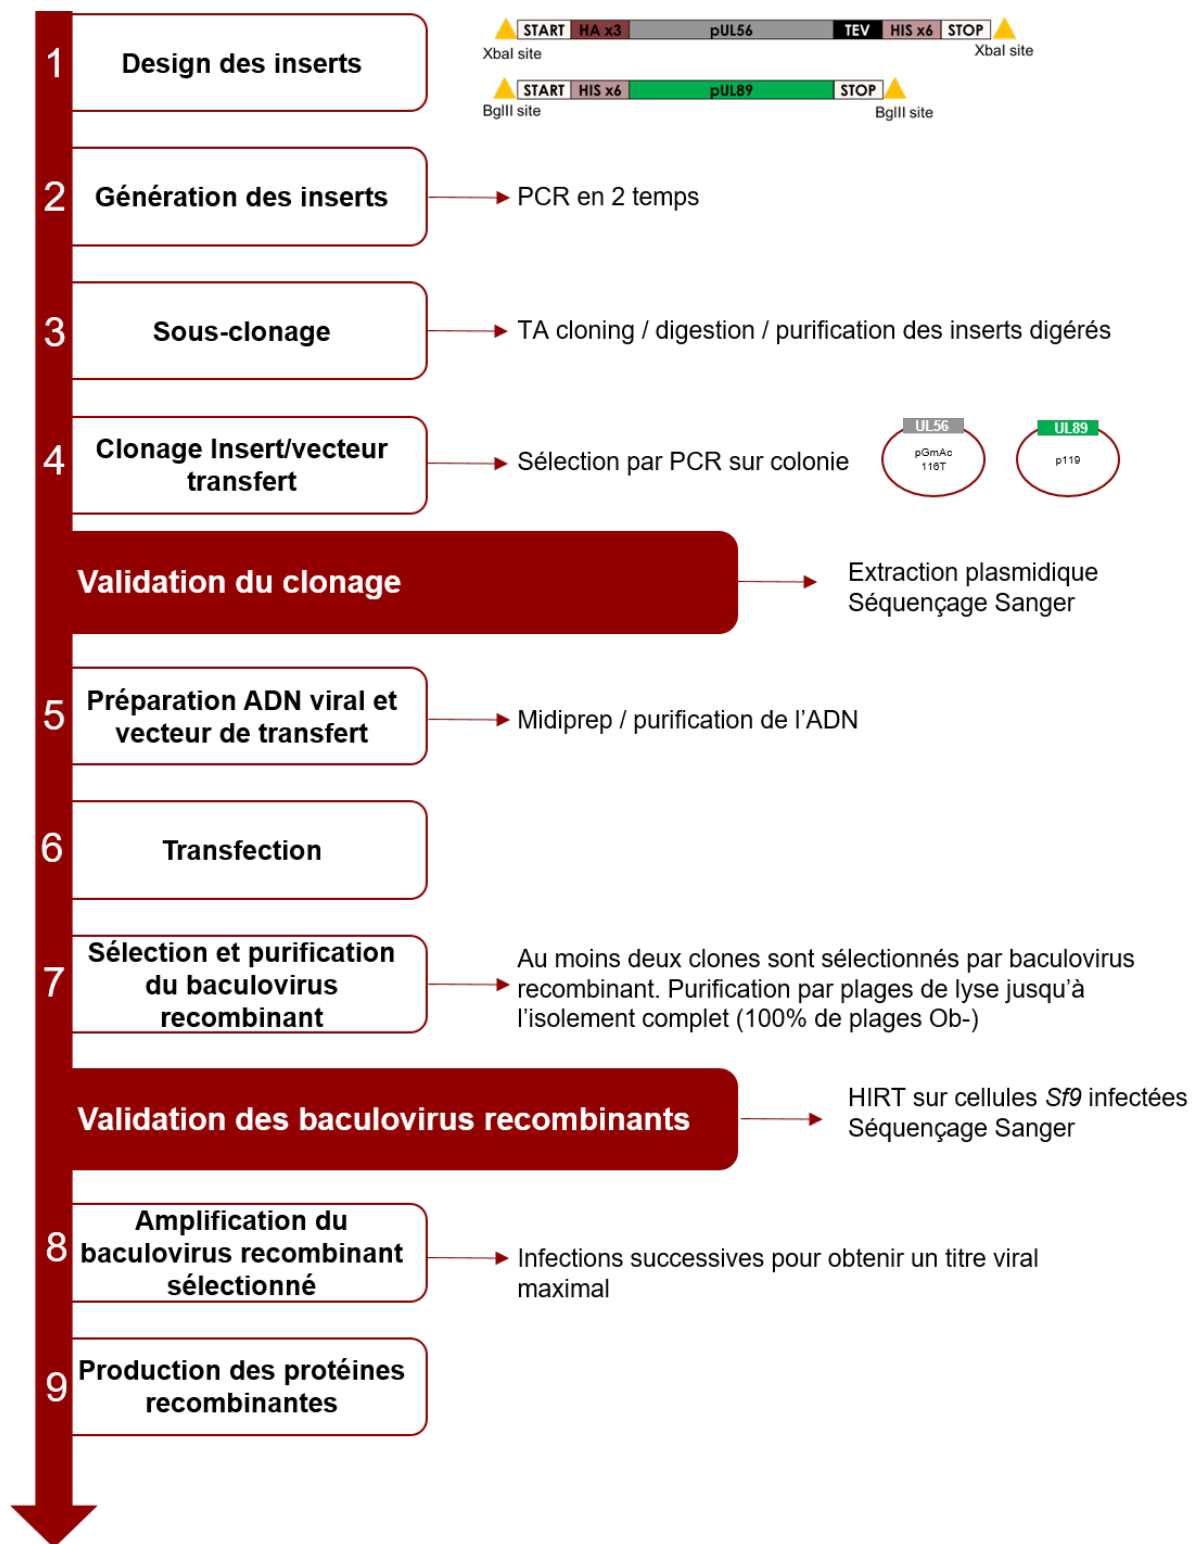 1
Design des inserts
START HA x3 pUL56 TEV HIS x6 STOP
XbaI site XbaI site
START HIS x6 pUL89 STOP
BglII site BglII site
2
Génération des inserts
PCR en 2 temps
3
Sous-clonage
TA cloning / digestion / purification des inserts digérés
4
Clonage Insert/vecteur
transfert
Sélection par PCR sur colonie
UL56
pGmAc
116T
UL89
p119
Validation du clonage
Extraction plasmidique
Séquençage Sanger
5
Préparation ADN viral et
vecteur de transfert
Midiprep / purification de l’ADN
6
Transfection
7
Sélection et purification
du baculovirus
recombinant
Au moins deux clones sont sélectionnés par baculovirus
recombinant. Purification par plages de lyse jusqu’à
l’isolement complet (100% de plages Ob-)
Validation des baculovirus recombinants
HIRT sur cellules Sf9 infectées
Séquençage Sanger
8
Amplification du
baculovirus recombinant
sélectionné
Infections successives pour obtenir un titre viral
maximal
9
Production des protéines
recombinantes